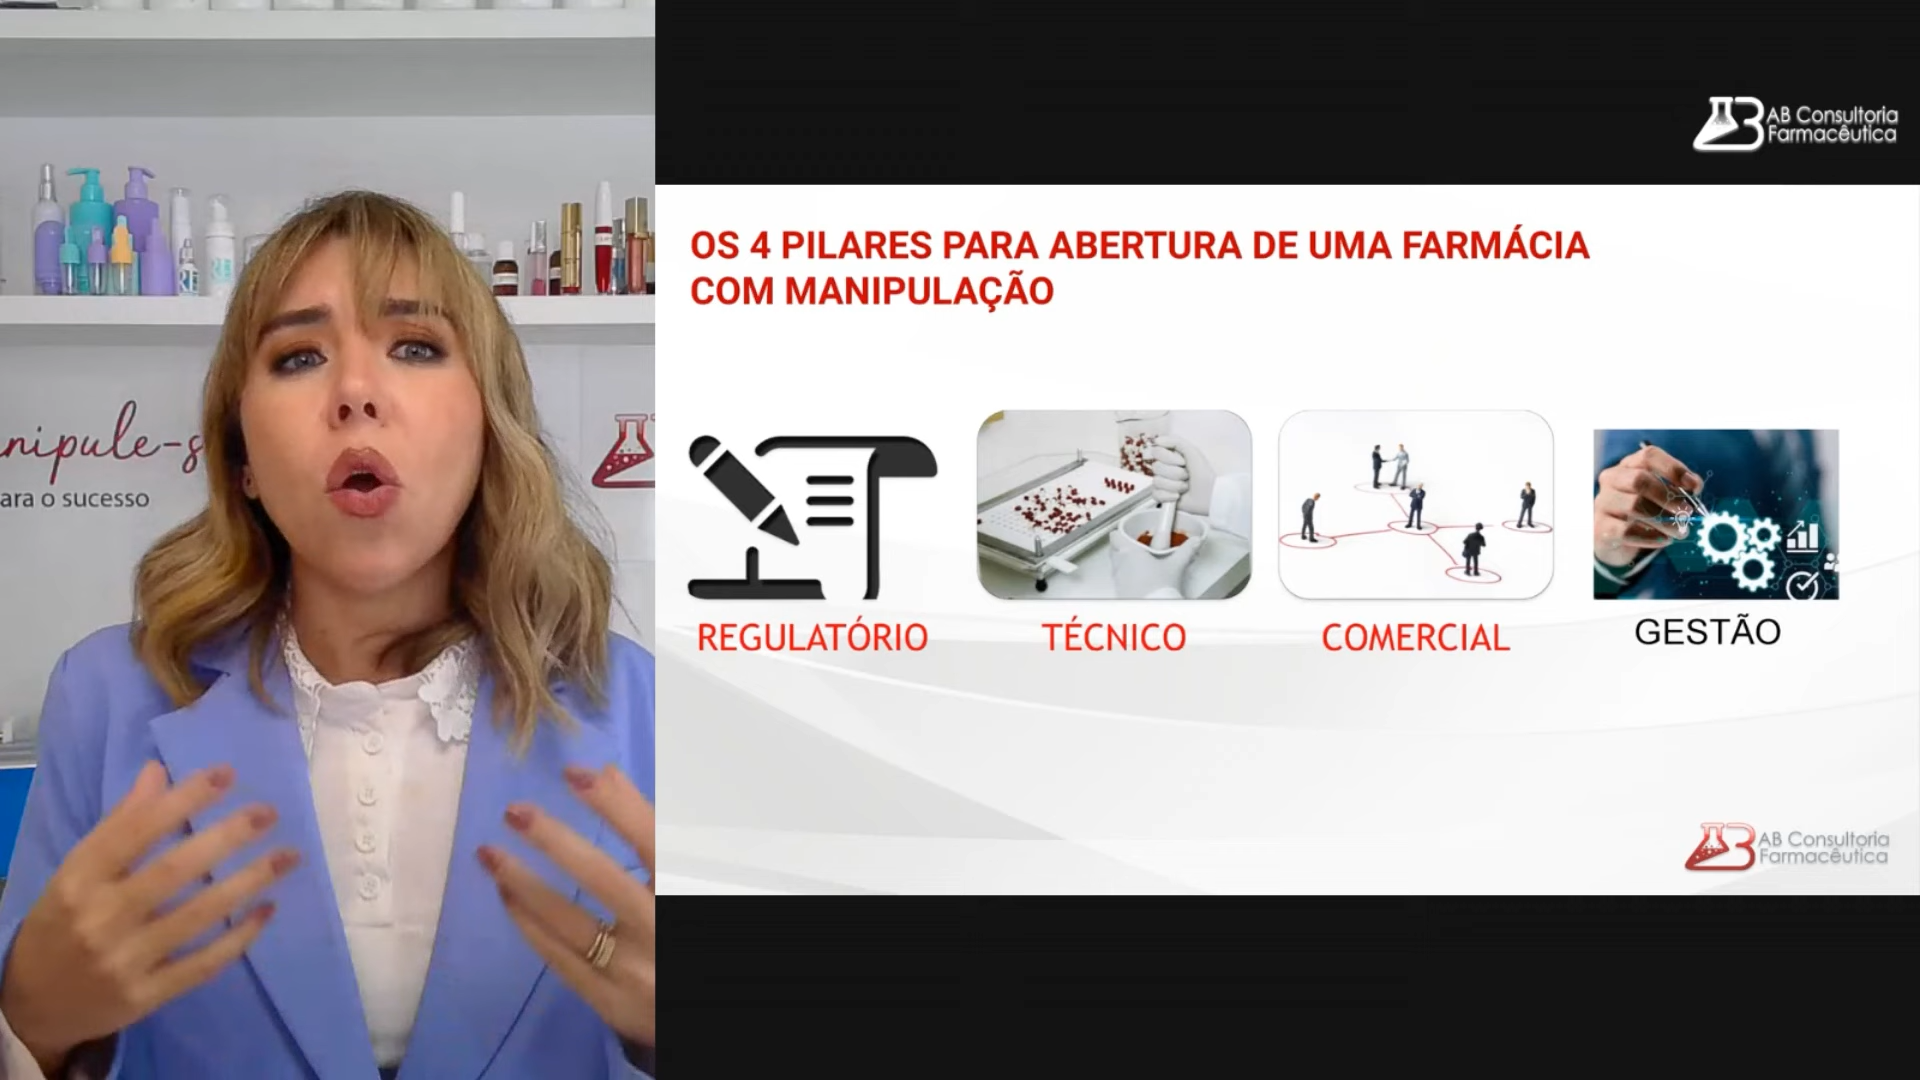 AB Consultoria
Farmacêutica
OS 4 PILARES PARA ABERTURA DE UMA FARMÁCIA
COM MANIPULAÇÃO
REGULATÓRIO
TÉCNICO
COMERCIAL
GESTÃO
AB Consultoria
Farmacêutica
nipule-s
ara o sucesso